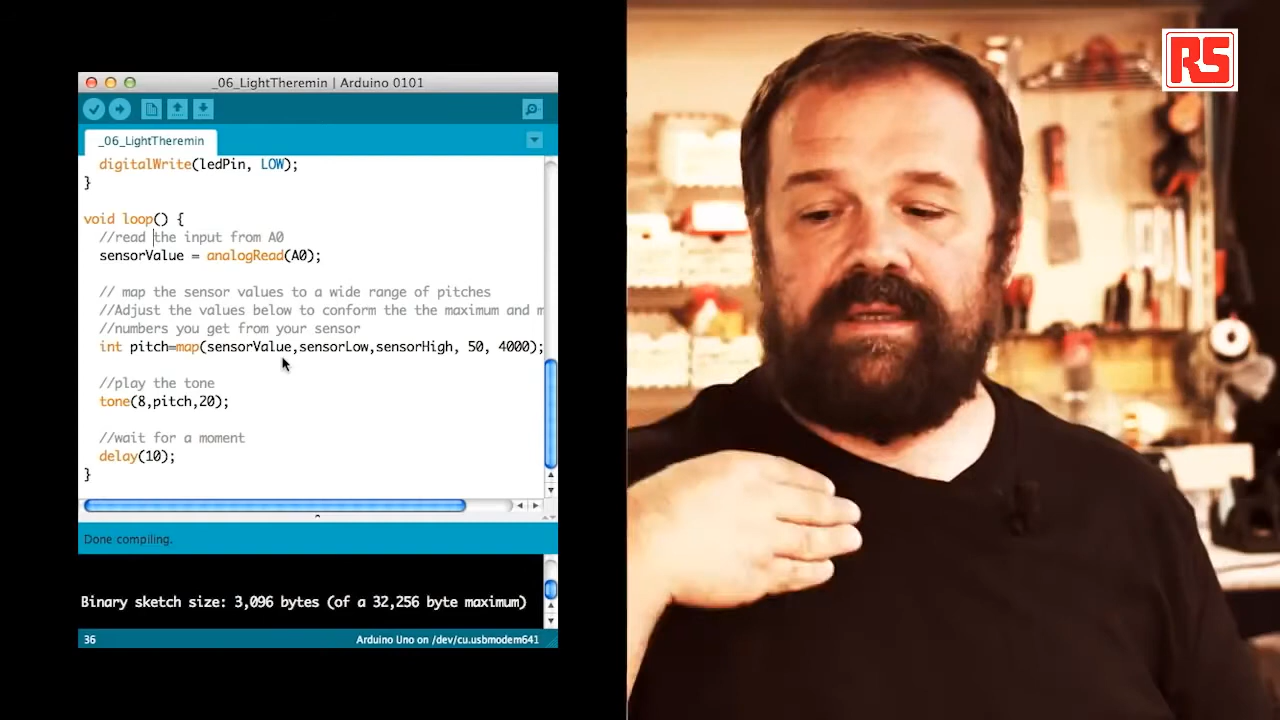 _06_LightTheremin | Arduino 0101
_06_LightTheremin
digitalWrite(ledPin, LOW);
}
void loop() {
//read the input from A0
sensorValue = analogRead(A0);
// map the sensor values to a wide range of pitches
//Adjust the values below to conform the the maximum and m
//numbers you get from your sensor
int pitch=map(sensorValue,sensorLow,sensorHigh, 50, 4000);
//play the tone
tone(8,pitch,20);
//wait for a moment
delay(10);
}
Done compiling.
Binary sketch size: 3,096 bytes (of a 32,256 byte maximum)
36
Arduino Uno on /dev/cu.usbmodem641
RS